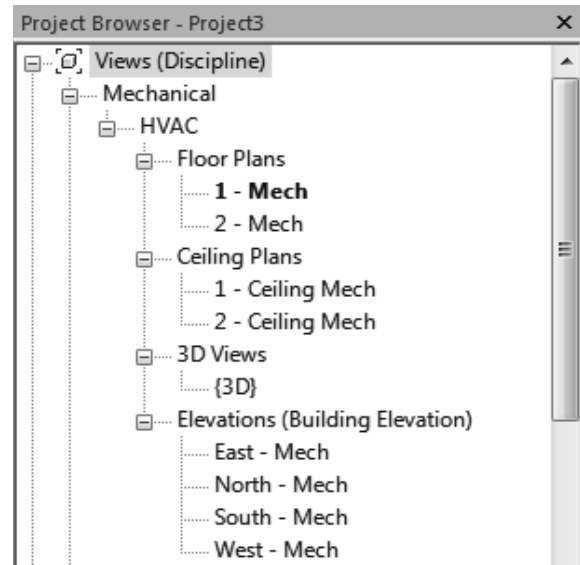 Project Browser - Project3
Views (Discipline)
Mechanical
HVAC
Floor Plans
1 - Mech
2 - Mech
Ceiling Plans
1 - Ceiling Mech
2 - Ceiling Mech
3D Views
{3D}
Elevations (Building Elevation)
East - Mech
North - Mech
South - Mech
West - Mech